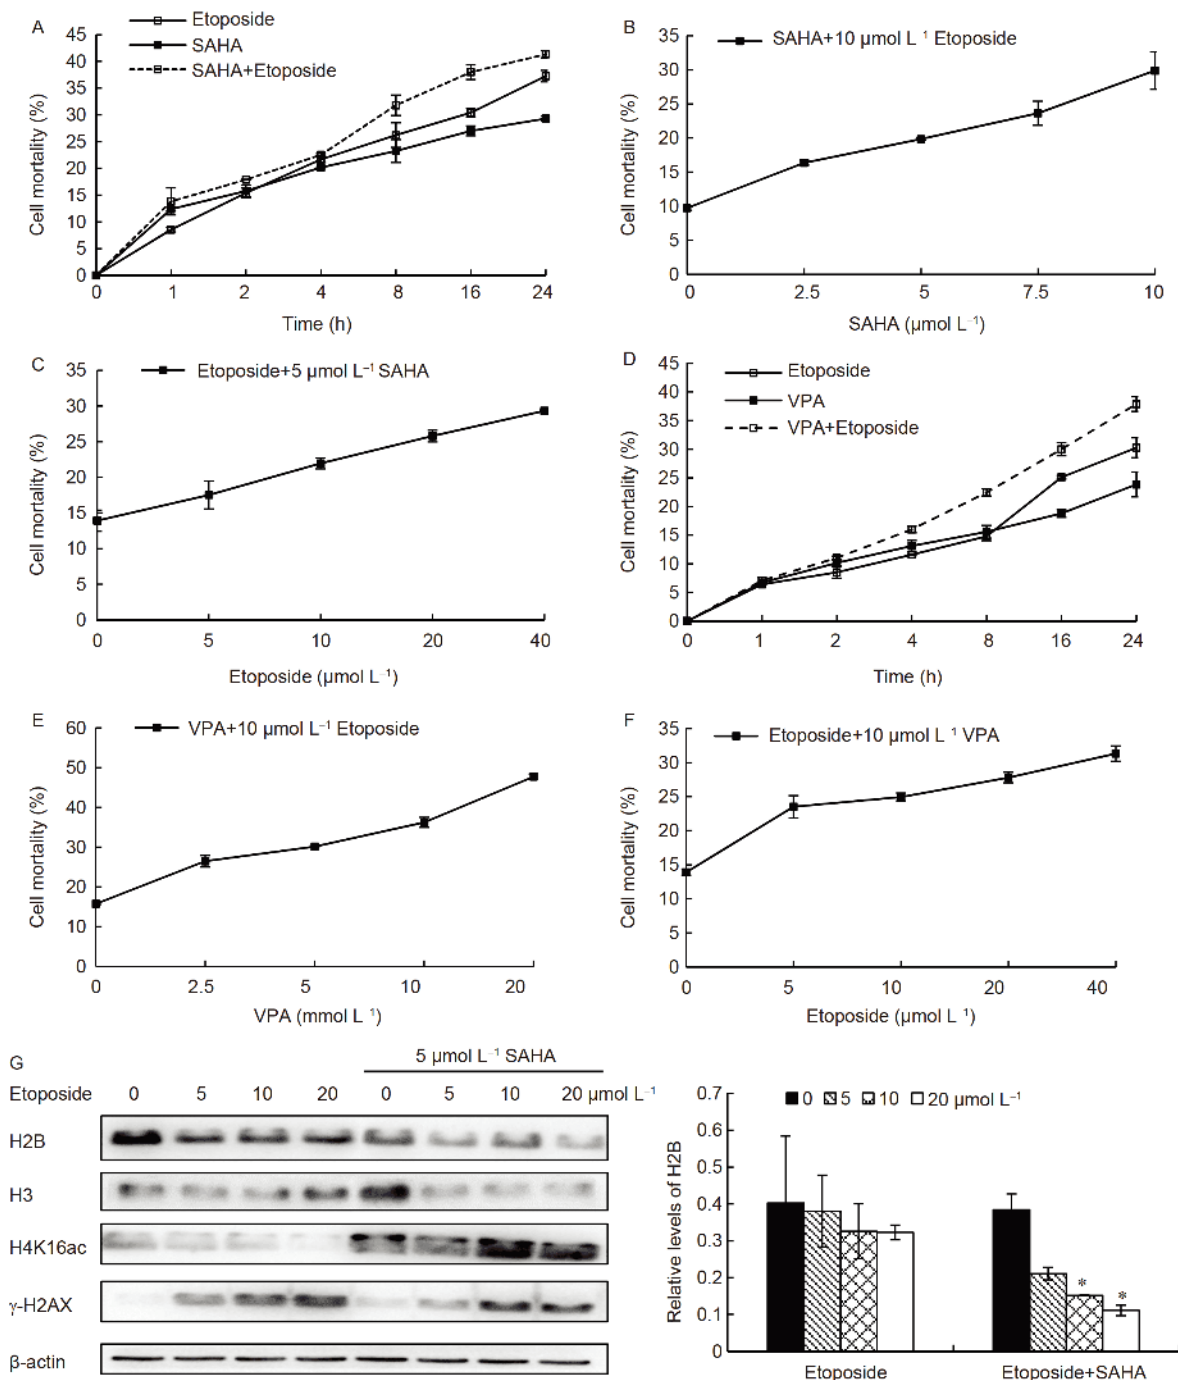 A
Etoposide
SAHA
SAHA+Etoposide
Cell mortality (%)
45
40
35
30
25
20
15
10
5
0
0 1 2 4 8 16 24
Time (h)
B
SAHA+10 μmol L⁻¹ Etoposide
Cell mortality (%)
35
30
25
20
15
10
5
0
0 2.5 5 7.5 10
SAHA (μmol L⁻¹)
C
Etoposide+5 μmol L⁻¹ SAHA
Cell mortality (%)
35
30
25
20
15
10
5
0
0 5 10 20 40
Etoposide (μmol L⁻¹)
D
Etoposide
VPA
VPA+Etoposide
Cell mortality (%)
45
40
35
30
25
20
15
10
5
0
0 1 2 4 8 16 24
Time (h)
E
VPA+10 μmol L⁻¹ Etoposide
Cell mortality (%)
60
50
40
30
20
10
0
0 2.5 5 10 20
VPA (mmol L⁻¹)
F
Etoposide+10 μmol L⁻¹ VPA
Cell mortality (%)
35
30
25
20
15
10
5
0
0 5 10 20 40
Etoposide (μmol L⁻¹)
G
5 μmol L⁻¹ SAHA
Etoposide 0 5 10 20 0 5 10 20 μmol L⁻¹
H2B
H3
H4K16ac
γ-H2AX
β-actin
0 5 10 20 μmol L⁻¹
Relative levels of H2B
0.7
0.6
0.5
0.4
0.3
0.2
0.1
0
* *
Etoposide Etoposide+SAHA